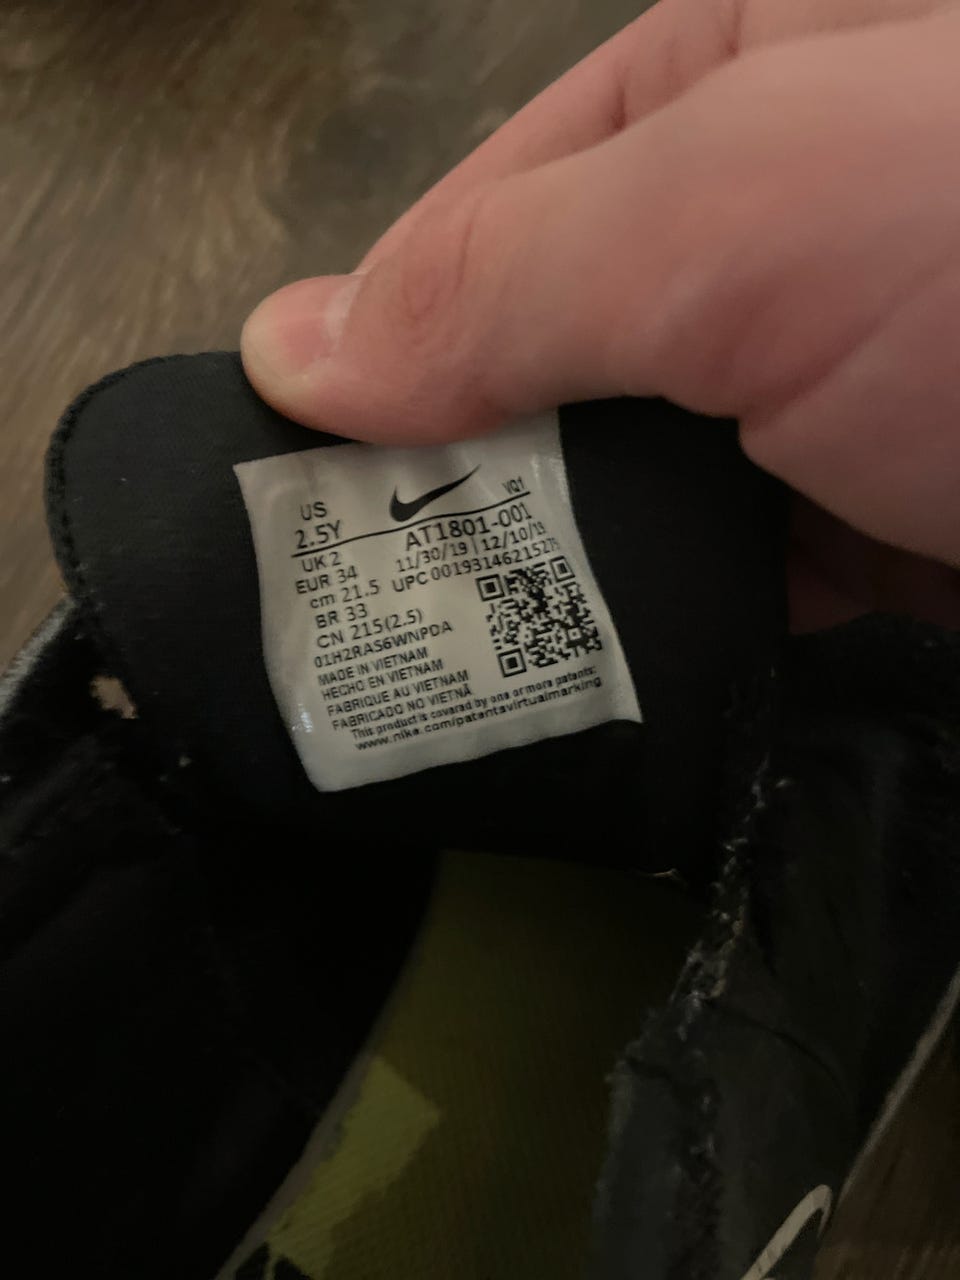 US
2.5Y
VQ1
AT1801-001
UK 2
11/30/19 | 12/10/19
EUR 34
UPC 00193146215279
cm 21.5
BR 33
CN 215(2.5)
01H2RAS6WNPDA
MADE IN VIETNAM
HECHO EN VIETNAM
FABRIQUE AU VIETNAM
FABRICADO NO VIETNÃ
This product is covered by one or more patents:
www.nike.com/patentsvirtualmarking